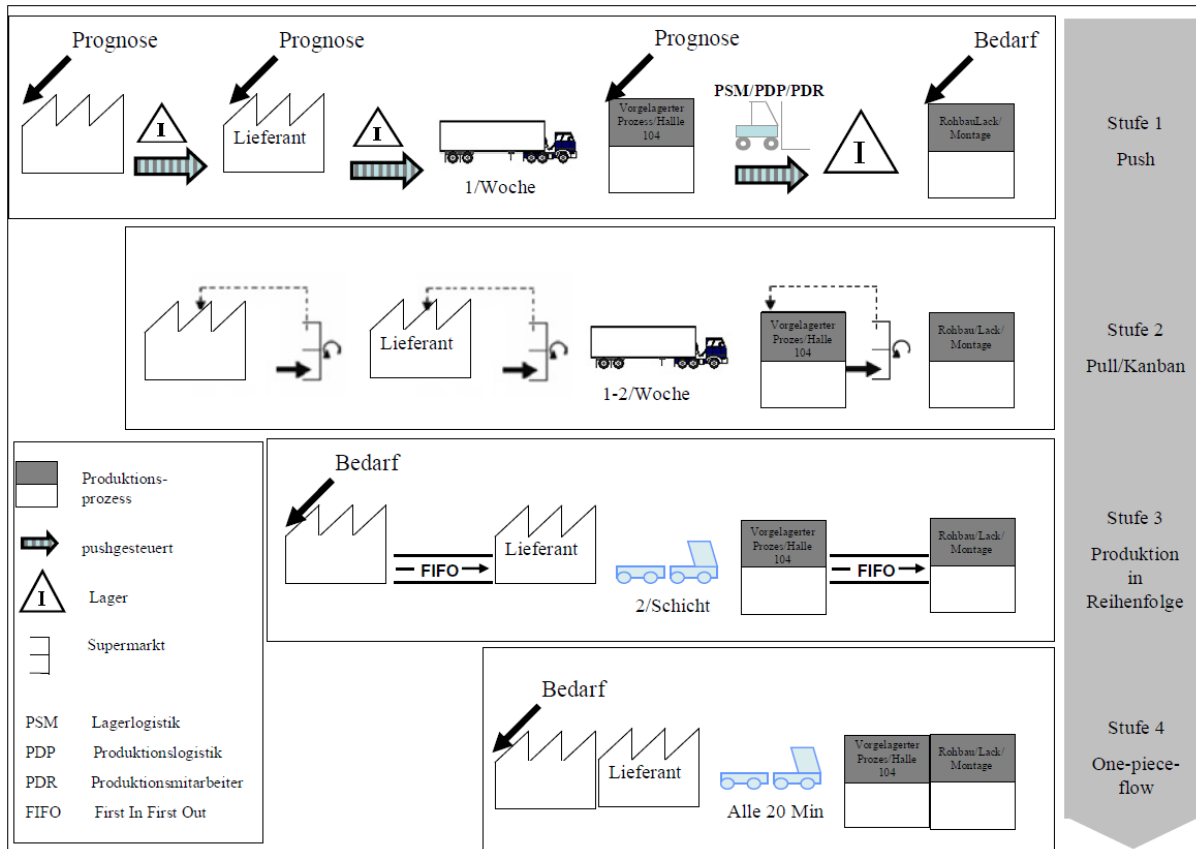 Prognose
Prognose
Prognose
Bedarf
I
Lieferant
I
1/Woche
Vorgelagerter
Prozess/Hallle
104
PSM/PDP/PDR
I
RohbauLack/
Montage
Stufe 1
Push
Lieferant
1-2/Woche
Vorgelagerter
Prozes/Halle
104
Rohbau/Lack/
Montage
Stufe 2
Pull/Kanban
Bedarf
FIFO
Lieferant
2/Schicht
Vorgelagerter
Prozes/Halle
104
FIFO
Rohbau/Lack/
Montage
Stufe 3
Produktion
in
Reihenfolge
Bedarf
Lieferant
Alle 20 Min
Vorgelagerter
Prozes/Halle
104
Rohbau/Lack/
Montage
Stufe 4
One-piece-
flow
Produktions-
prozess
pushgesteuert
I
Lager
Supermarkt
PSM Lagerlogistik
PDP Produktionslogistik
PDR Produktionsmitarbeiter
FIFO First In First Out